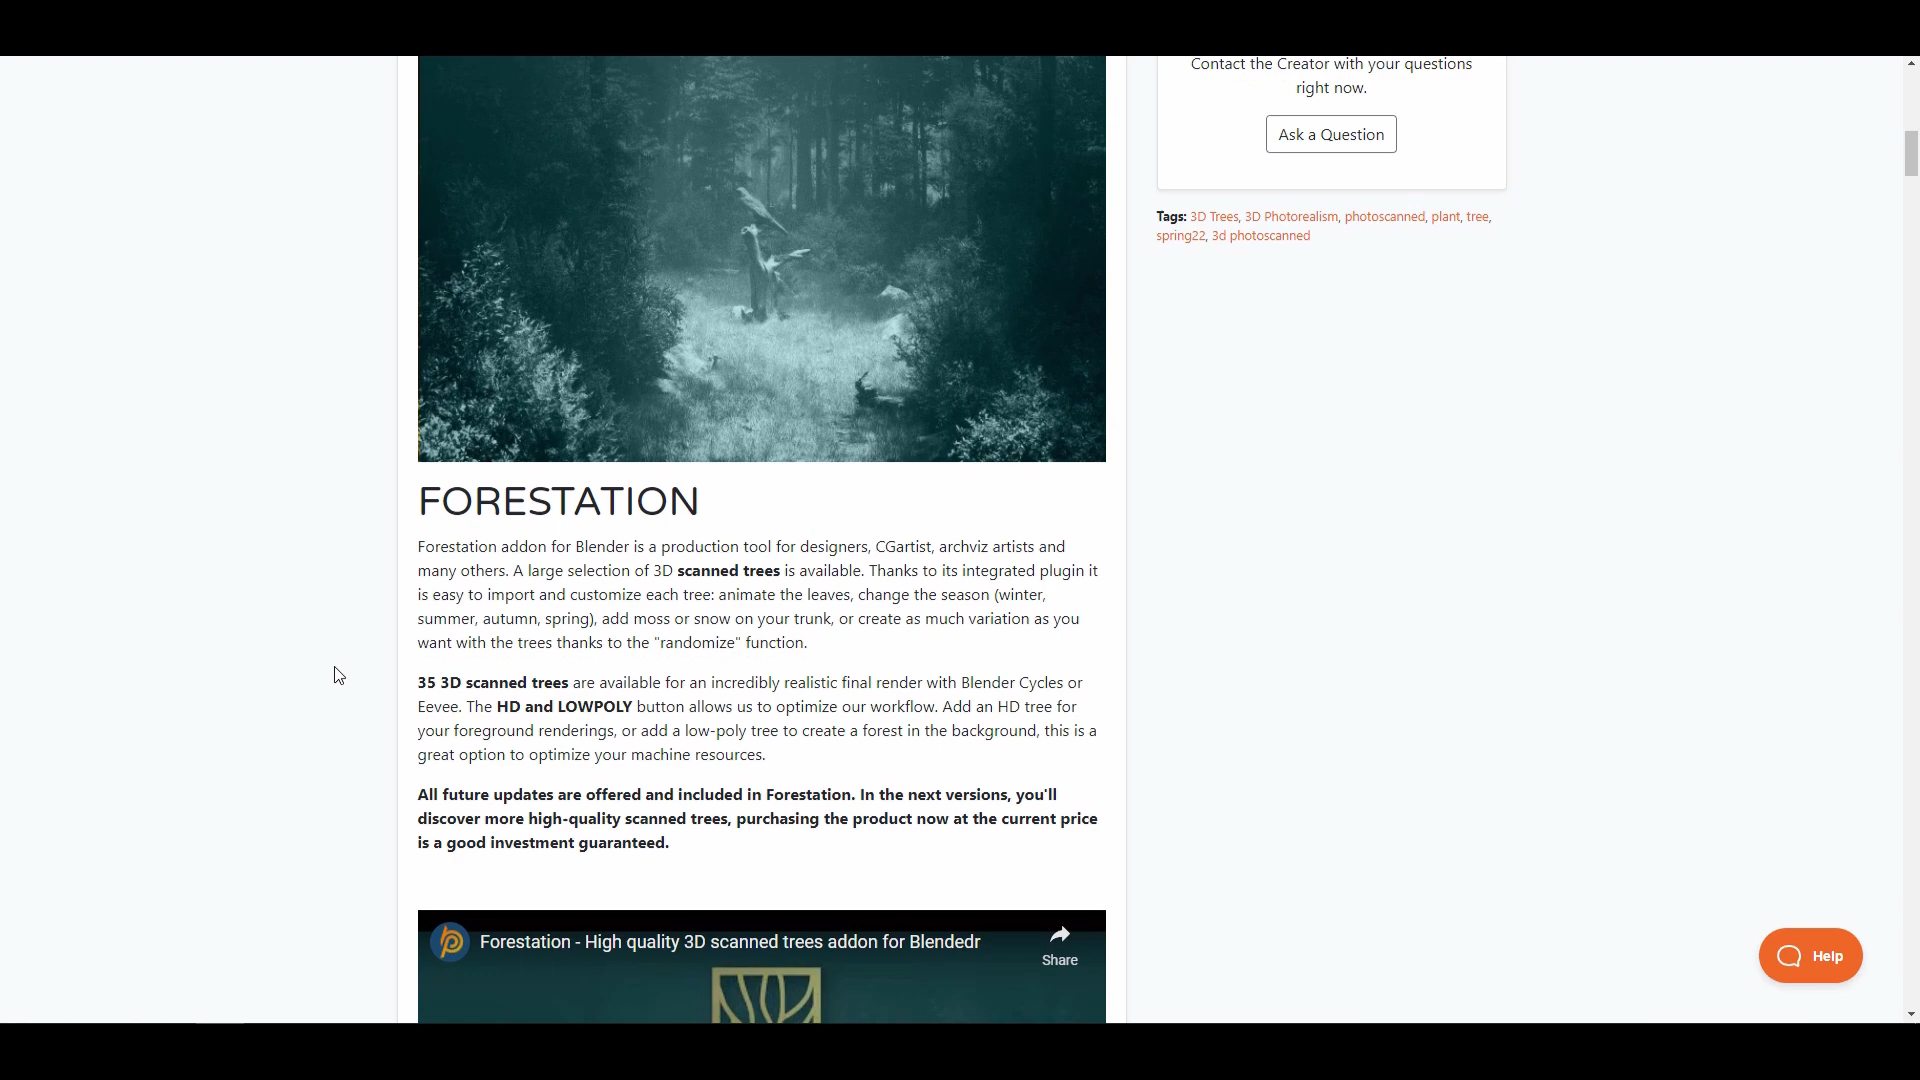 Contact the Creator with your questions
right now.
Ask a Question
Tags: 3D Trees, 3D Photorealism, photoscanned, plant, tree,
spring22, 3d photoscanned
FORESTATION
Forestation addon for Blender is a production tool for designers, CGartist, archviz artists and
many others. A large selection of 3D scanned trees is available. Thanks to its integrated plugin it
is easy to import and customize each tree: animate the leaves, change the season (winter,
summer, autumn, spring), add moss or snow on your trunk, or create as much variation as you
want with the trees thanks to the "randomize" function.
35 3D scanned trees are available for an incredibly realistic final render with Blender Cycles or
Eevee. The HD and LOWPOLY button allows us to optimize our workflow. Add an HD tree for
your foreground renderings, or add a low-poly tree to create a forest in the background, this is a
great option to optimize your machine resources.
All future updates are offered and included in Forestation. In the next versions, you'll
discover more high-quality scanned trees, purchasing the product now at the current price
is a good investment guaranteed.
Forestation - High quality 3D scanned trees addon for Blendedr
Share
Help